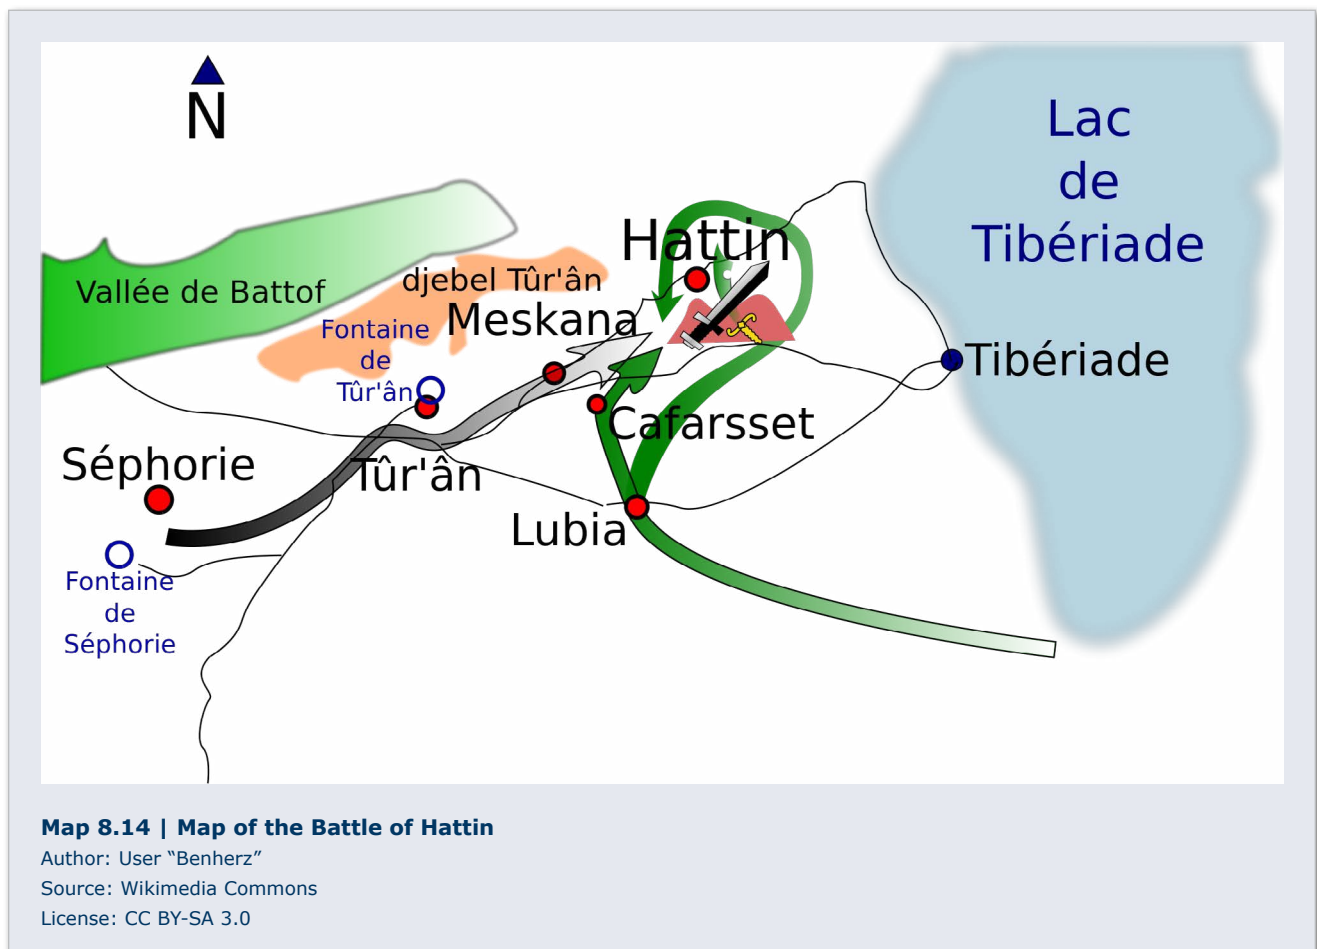 N
Lac
de
Tibériade
Hattin
Vallée de Battof
djebel Tûr'ân
Meskana
Fontaine
de
Tûr'ân
Tibériade
Cafarsset
Séphorie
Tûr'ân
Lubia
Fontaine
de
Séphorie
Map 8.14 | Map of the Battle of Hattin
Author: User “Benherz”
Source: Wikimedia Commons
License: CC BY-SA 3.0